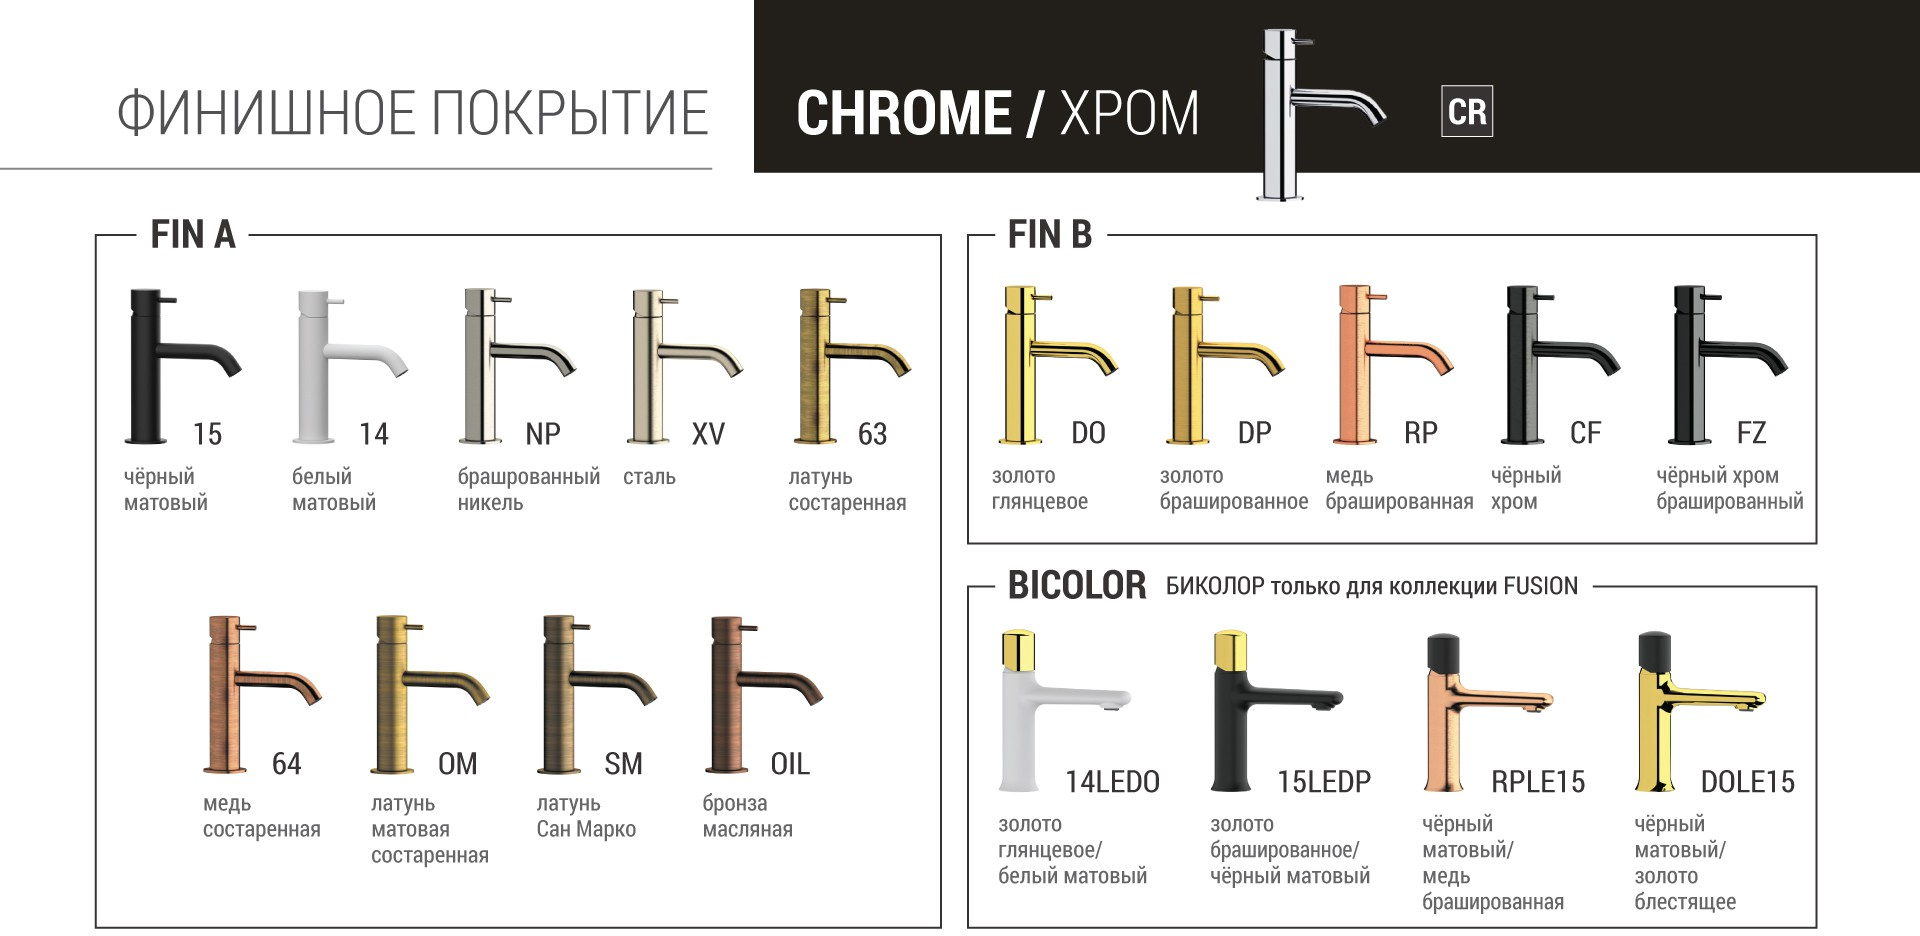 ФИНИШНОЕ ПОКРЫТИЕ
CHROME / ХРОМ
CR
FIN A
15
чёрный
матовый
14
белый
матовый
NP
брашрованный
никель
XV
сталь
63
латунь
состаренная
64
медь
состаренная
OM
латунь
матовая
состаренная
SM
латунь
Сан Марко
OIL
бронза
масляная
FIN B
DO
золото
глянцевое
DP
золото
брашированное
RP
медь
брашированная
CF
чёрный
хром
FZ
чёрный хром
брашированный
BICOLOR БИКОЛОР только для коллекции FUSION
14LEDO
золото
глянцевое/
белый матовый
15LEDP
золото
брашированное/
чёрный матовый
RPLE15
чёрный
матовый/
медь
брашированная
DOLE15
чёрный
матовый/
золото
блестящее